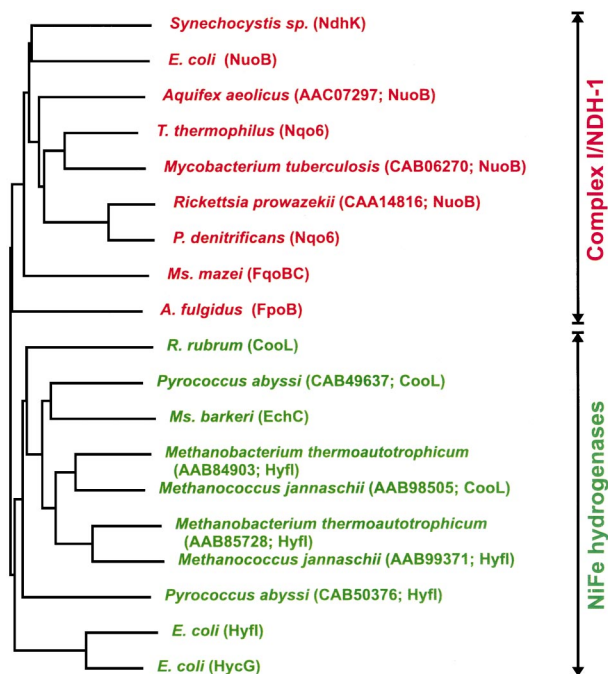 Synechocystis sp. (NdhK)
E. coli (NuoB)
Aquifex aeolicus (AAC07297; NuoB)
T. thermophilus (Nqo6)
Mycobacterium tuberculosis (CAB06270; NuoB)
Rickettsia prowazekii (CAA14816; NuoB)
P. denitrificans (Nqo6)
Ms. mazei (FqoBC)
A. fulgidus (FpoB)
Complex I/NDH-1
R. rubrum (CooL)
Pyrococcus abyssi (CAB49637; CooL)
Ms. barkeri (EchC)
Methanobacterium thermoautotrophicum
(AAB84903; HyfI)
Methanococcus jannaschii (AAB98505; CooL)
Methanobacterium thermoautotrophicum
(AAB85728; HyfI)
Methanococcus jannaschii (AAB99371; HyfI)
Pyrococcus abyssi (CAB50376; HyfI)
E. coli (HyfI)
E. coli (HycG)
NiFe hydrogenases